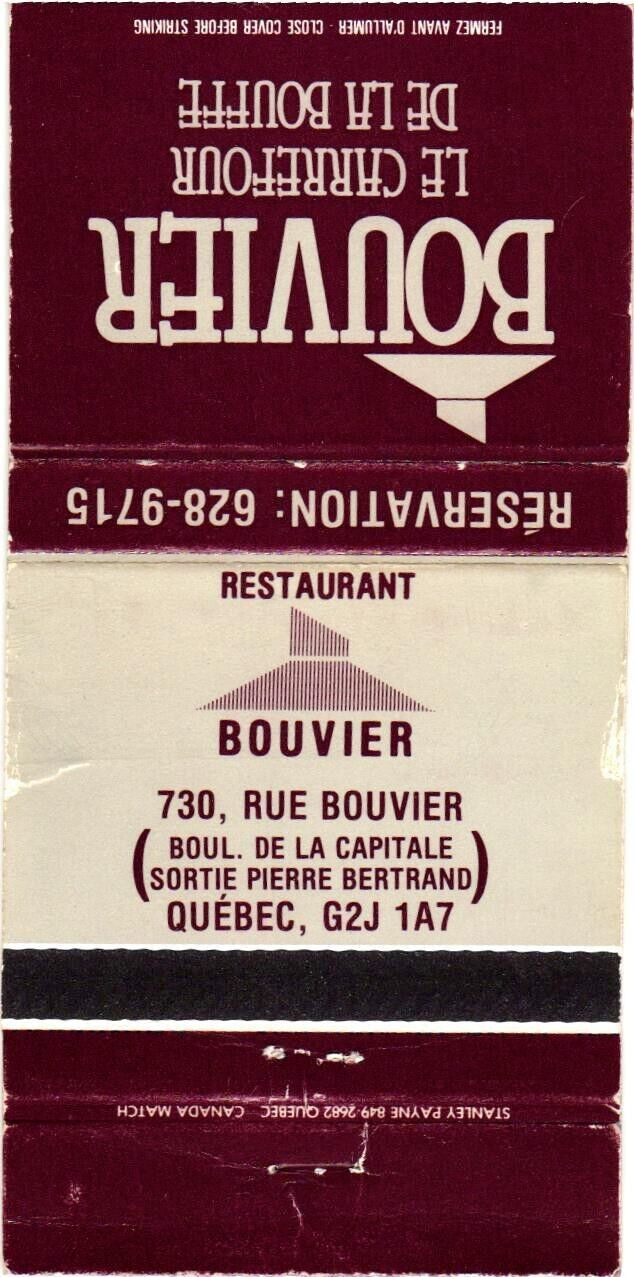 FERMEZ AVANT D'ALLUMER - CLOSE COVER BEFORE STRIKING
BOUVIER
LE CARREFOUR
DE LA BOUFFE
RÉSERVATION: 628-9715
RESTAURANT
BOUVIER
730, RUE BOUVIER
(BOUL. DE LA CAPITALE
SORTIE PIERRE BERTRAND)
QUÉBEC, G2J 1A7
STANLEY PAYNE 849-2682 QUEBEC CANADA MATCH